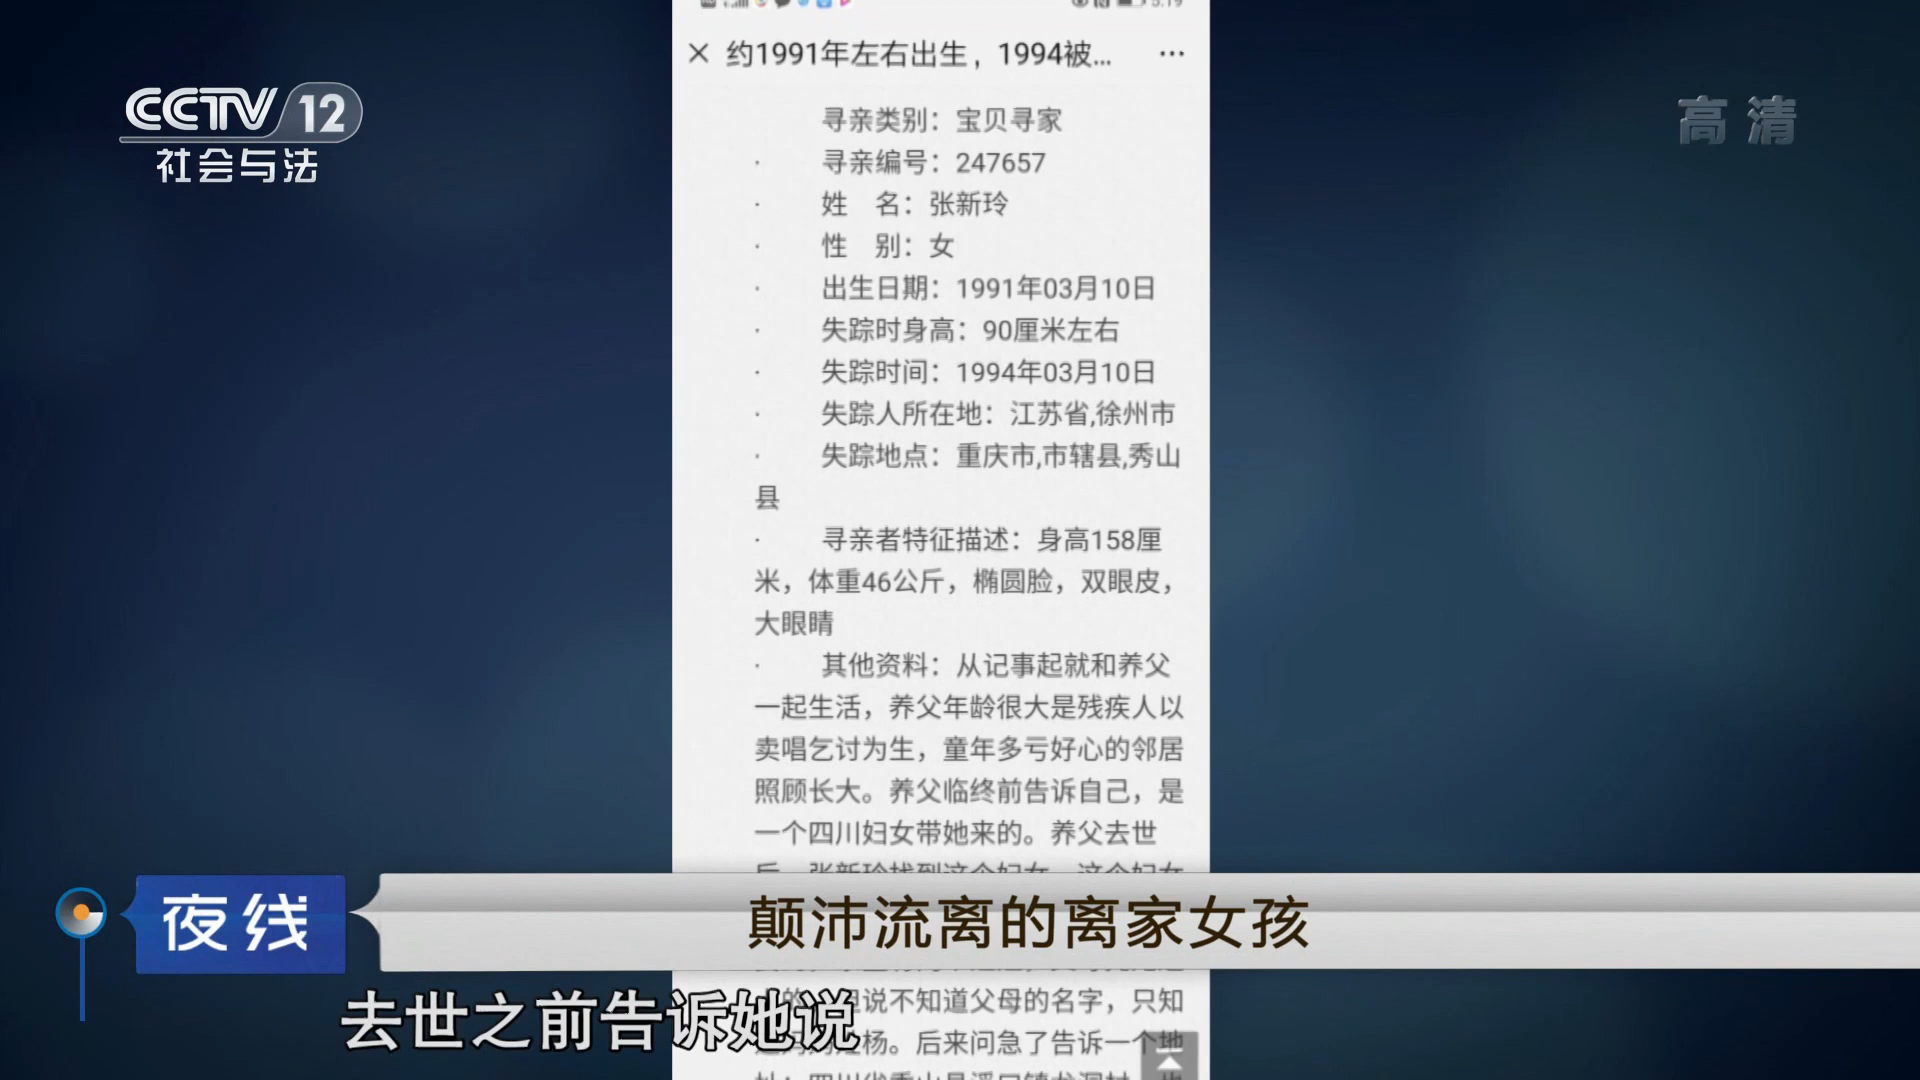 5:19
约1991年左右出生，1994被...
CCTV 12
社会与法
高清
寻亲类别：宝贝寻家
· 寻亲编号：247657
· 姓 名：张新玲
· 性 别：女
· 出生日期：1991年03月10日
· 失踪时身高：90厘米左右
· 失踪时间：1994年03月10日
· 失踪人所在地：江苏省,徐州市
· 失踪地点：重庆市,市辖县,秀山
县
· 寻亲者特征描述：身高158厘
米，体重46公斤，椭圆脸，双眼皮，
大眼睛
· 其他资料：从记事起就和养父
一起生活，养父年龄很大是残疾人以
卖唱乞讨为生，童年多亏好心的邻居
照顾长大。养父临终前告诉自己，是
一个四川妇女带她来的。养父去世
夜线
颠沛流离的离家女孩
说不知道父母的名字，只知
去世之前告诉她说
杨。后来问急了告诉一个地